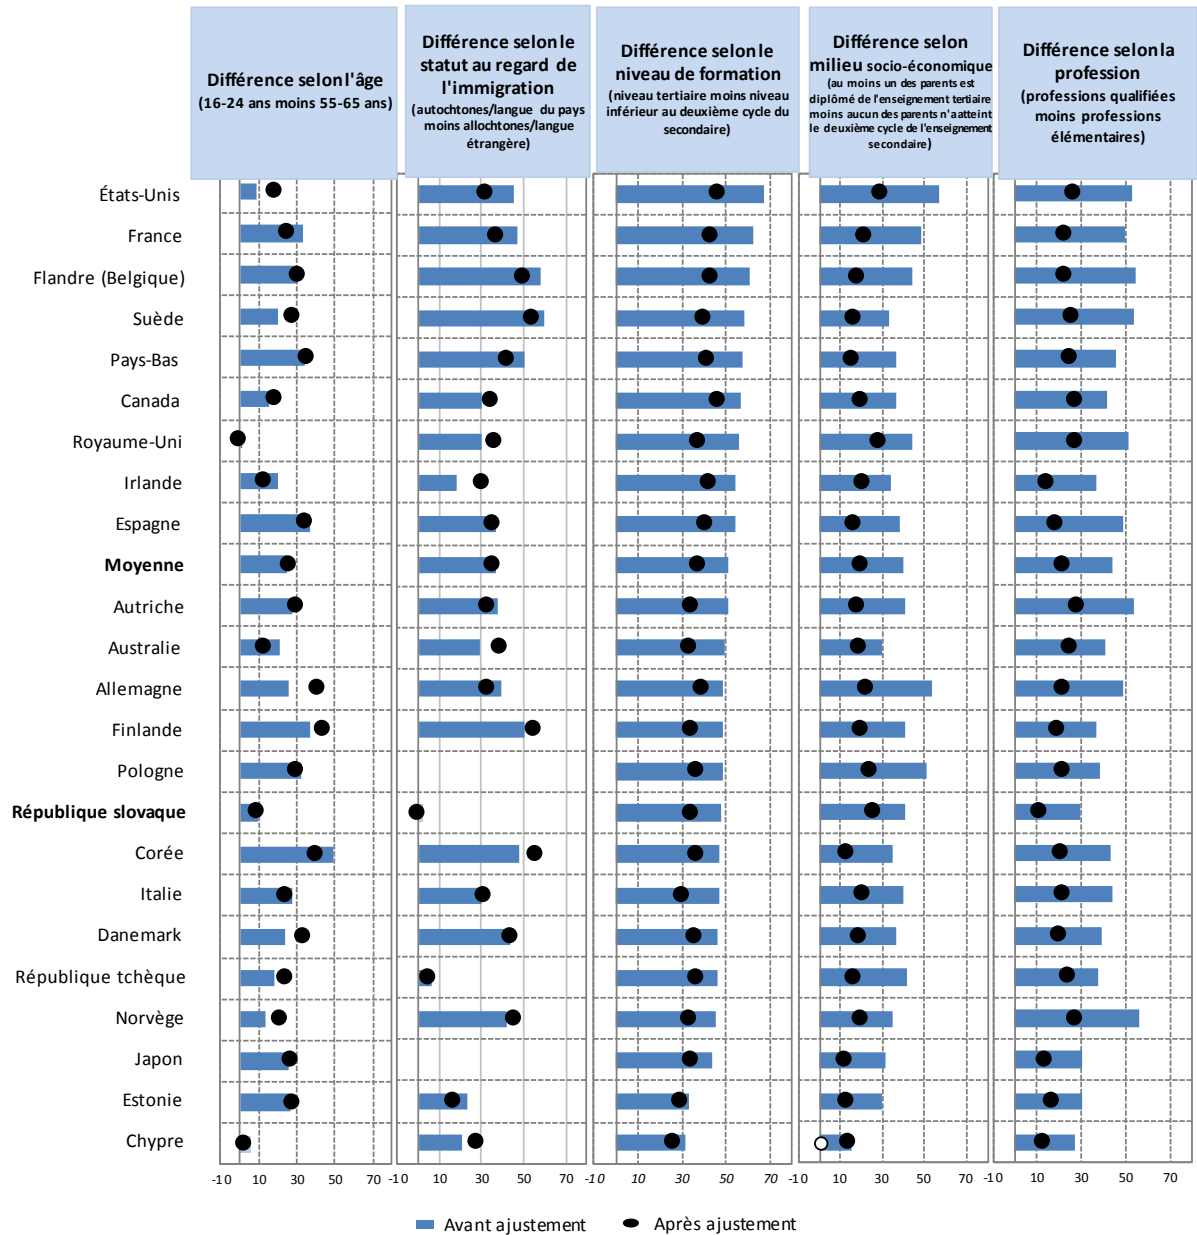 Différence selon l'âge
(16-24 ans moins 55-65 ans)
Différence selon le
statut au regard de
l'immigration
(autochtones/langue du pays
moins allochtones/langue
étrangère)
Différence selon le
niveau de formation
(niveau tertiaire moins niveau
inférieur au deuxième cycle du
secondaire)
Différence selon
milieu socio-économique
(au moins un des parents est
diplômé de l'enseignement tertiaire
moins aucun des parents n'aatteint
le deuxième cycle de l'enseignement
secondaire)
Différence selon la
profession
(professions qualifiées
moins professions
élémentaires)
États-Unis
France
Flandre (Belgique)
Suède
Pays-Bas
Canada
Royaume-Uni
Irlande
Espagne
Moyenne
Autriche
Australie
Allemagne
Finlande
Pologne
République slovaque
Corée
Italie
Danemark
République tchèque
Norvège
Japon
Estonie
Chypre
-10 10 30 50 70 -10 10 30 50 70 -10 10 30 50 70 -10 10 30 50 70 -10 10 30 50 70
Avant ajustement Après ajustement